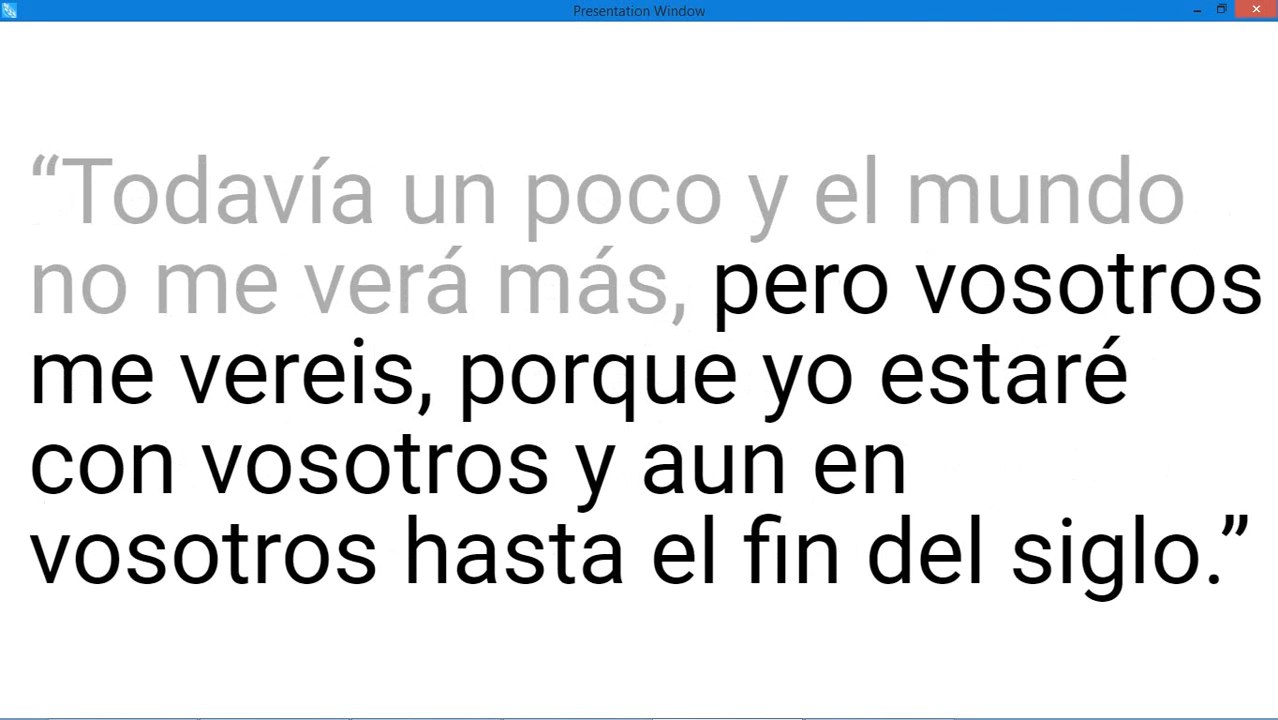 Presentation Window
“Todavía un poco y el mundo
no me verá más, pero vosotros
me vereis, porque yo estaré
con vosotros y aun en
vosotros hasta el fin del siglo.”